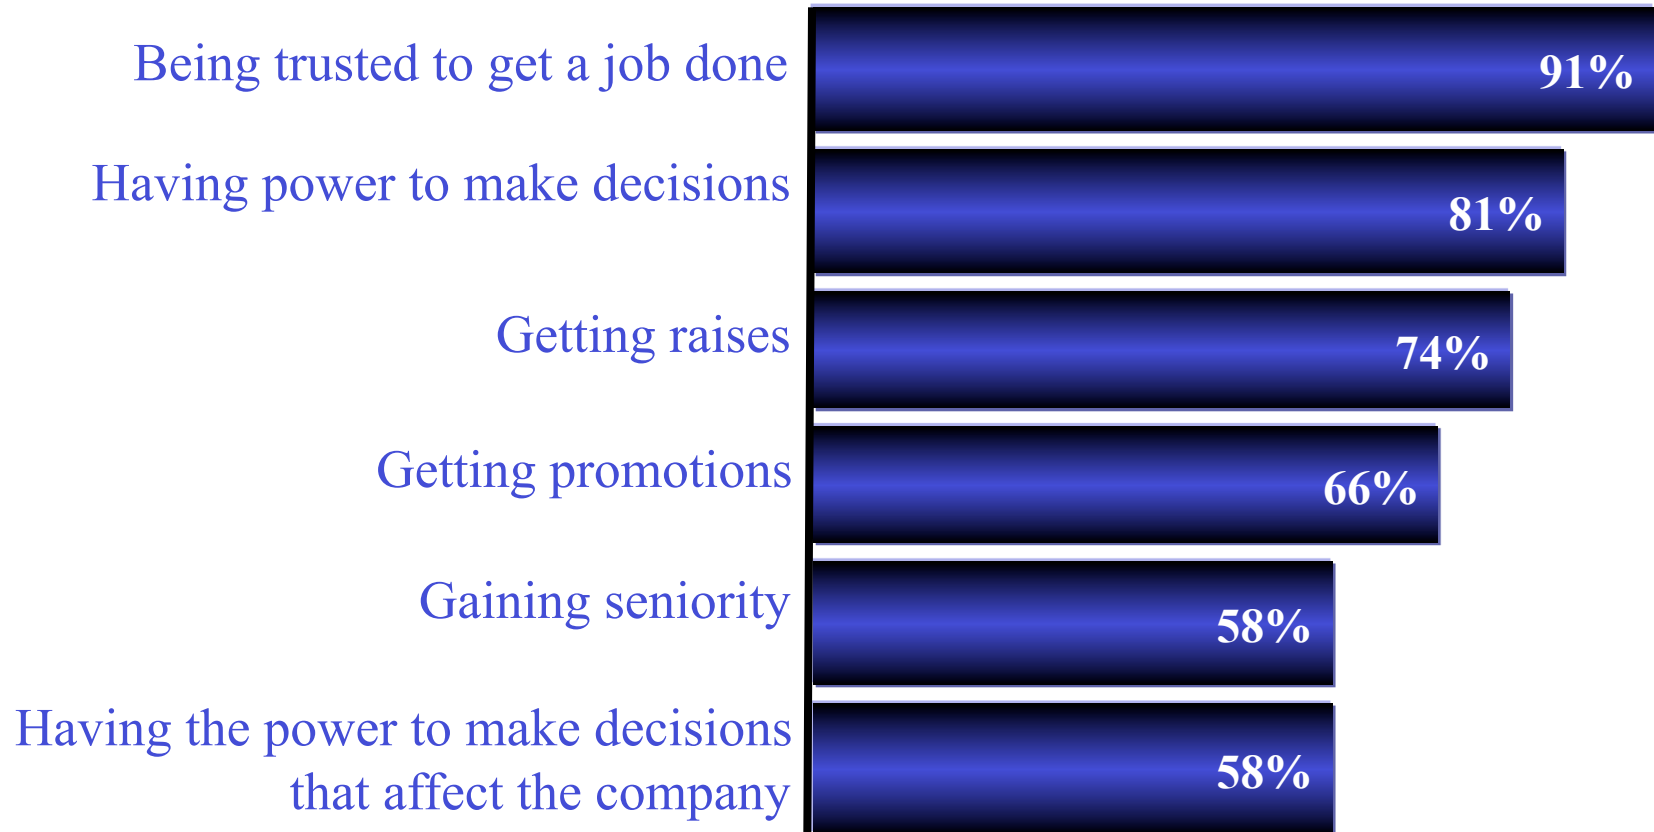 Being trusted to get a job done
91%
Having power to make decisions
81%
Getting raises
74%
Getting promotions
66%
Gaining seniority
58%
Having the power to make decisions
that affect the company
58%